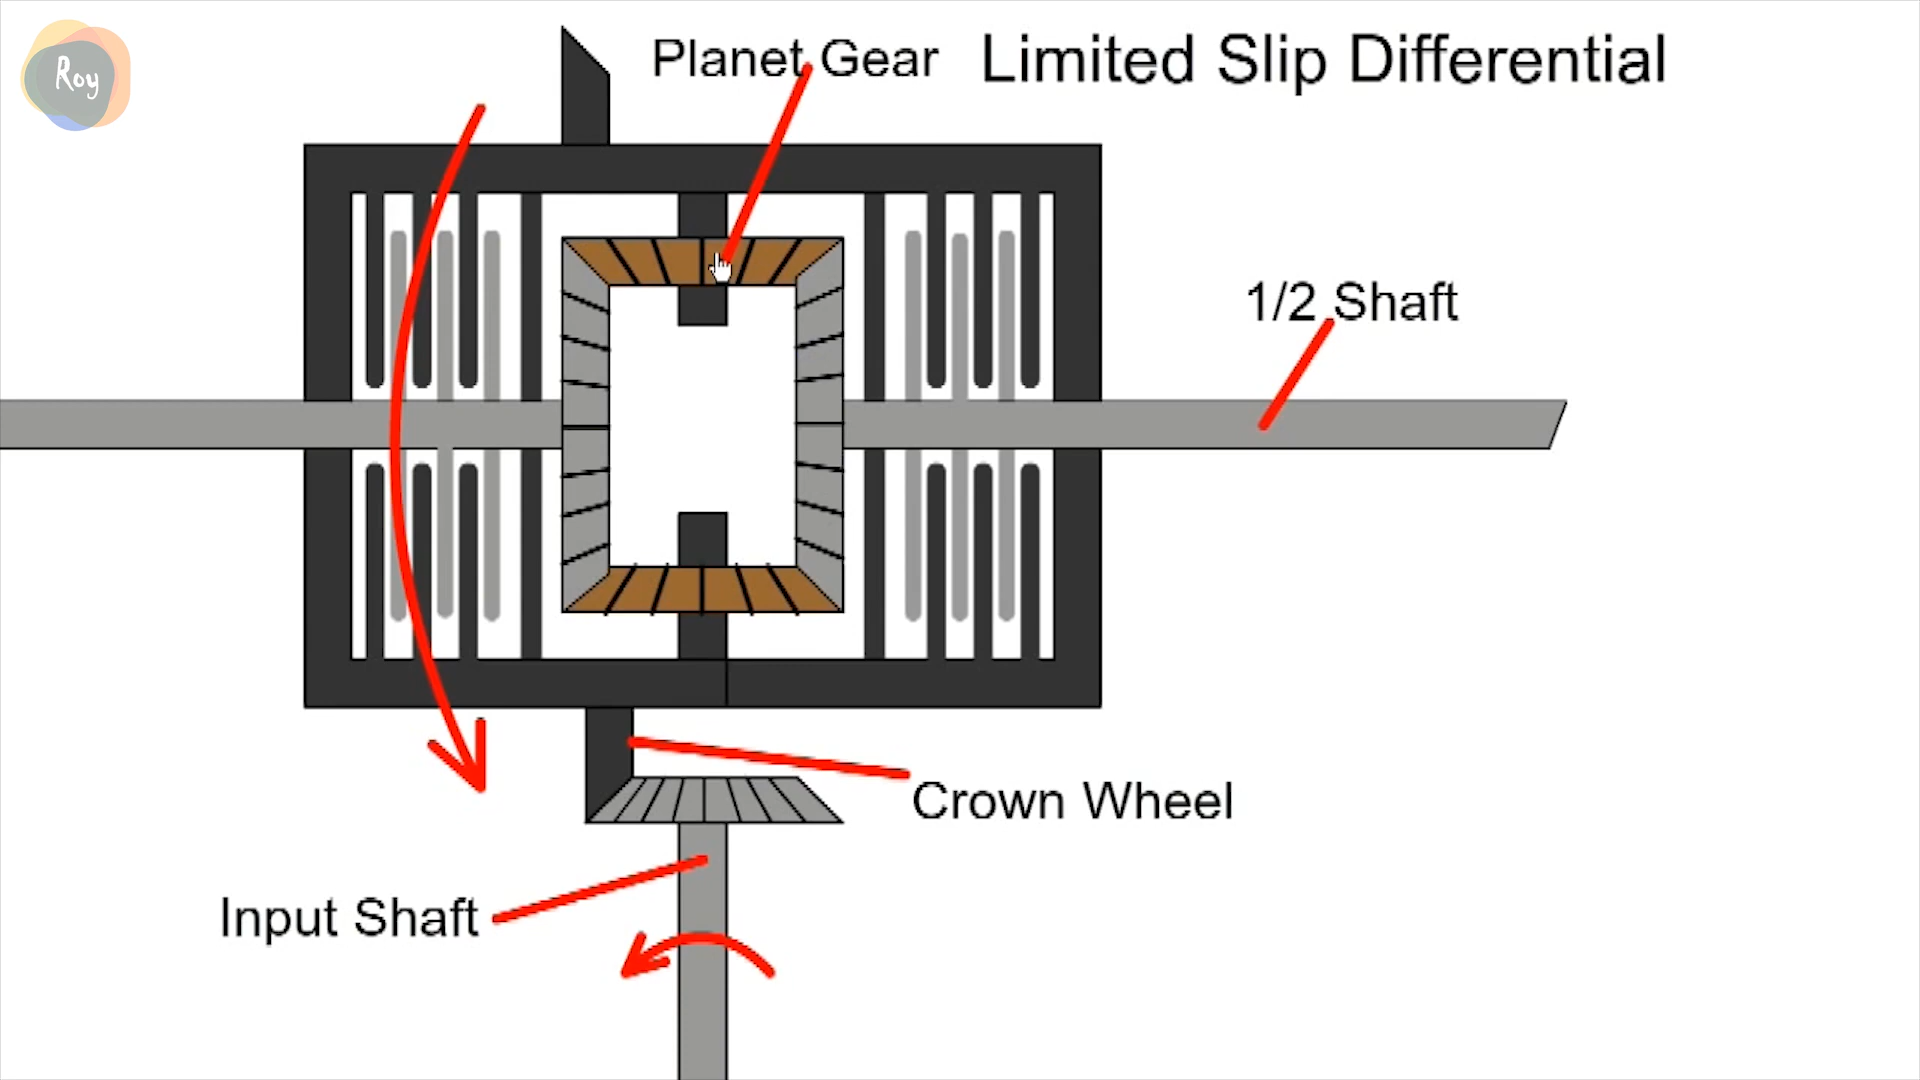 Roy
Planet Gear
Limited Slip Differential
1/2 Shaft
Crown Wheel
Input Shaft